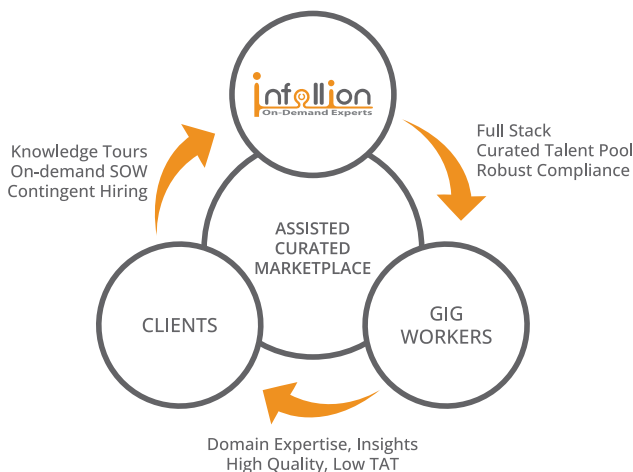 infollion
On-Demand Experts
Knowledge Tours
On-demand SOW
Contingent Hiring
Full Stack
Curated Talent Pool
Robust Compliance
ASSISTED
CURATED
MARKETPLACE
CLIENTS
GIG
WORKERS
Domain Expertise, Insights
High Quality, Low TAT